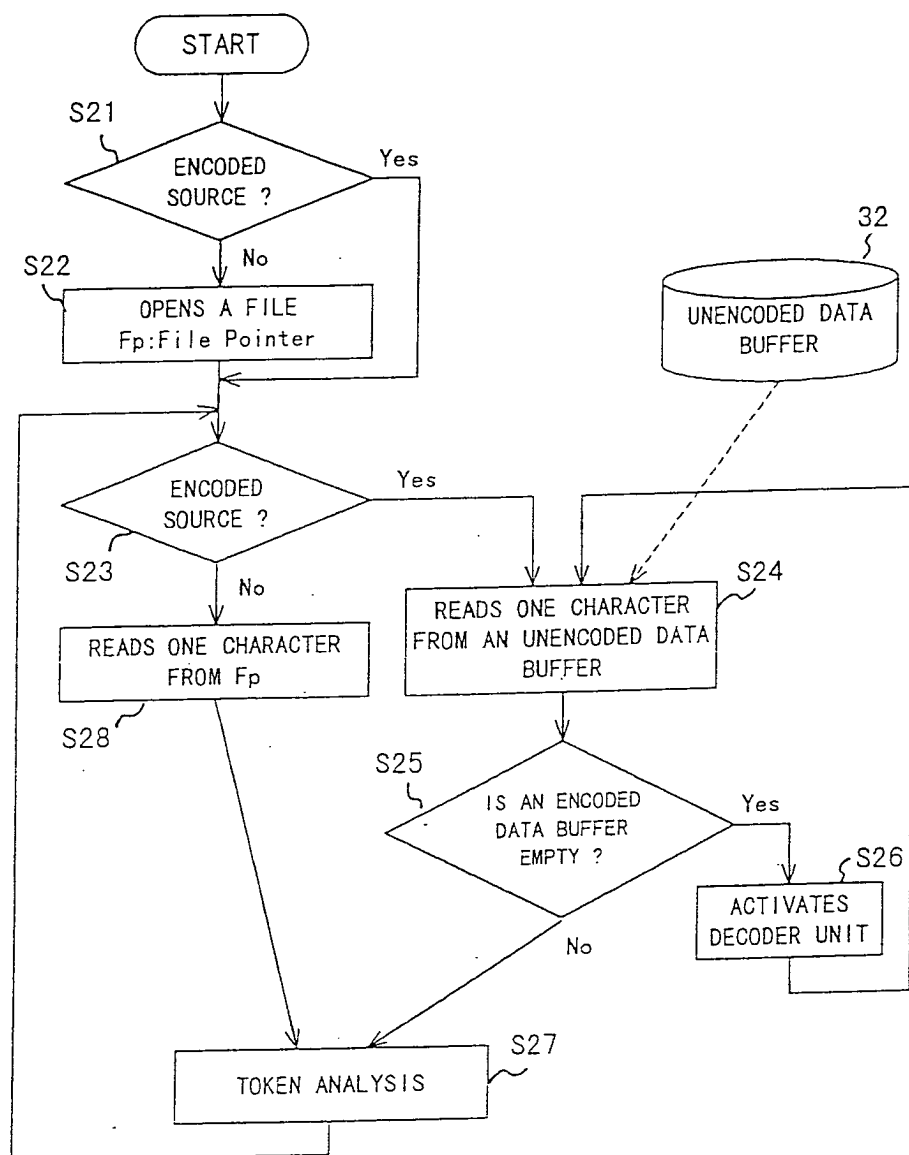 START
S21
ENCODED
SOURCE ?
Yes
No
S22
OPENS A FILE
Fp:File Pointer
32
UNENCODED DATA
BUFFER
ENCODED
SOURCE ?
Yes
S23
No
S24
READS ONE CHARACTER
FROM AN UNENCODED DATA
BUFFER
READS ONE CHARACTER
FROM Fp
S28
S25
IS AN ENCODED
DATA BUFFER
EMPTY ?
Yes
S26
ACTIVATES
DECODER UNIT
No
S27
TOKEN ANALYSIS